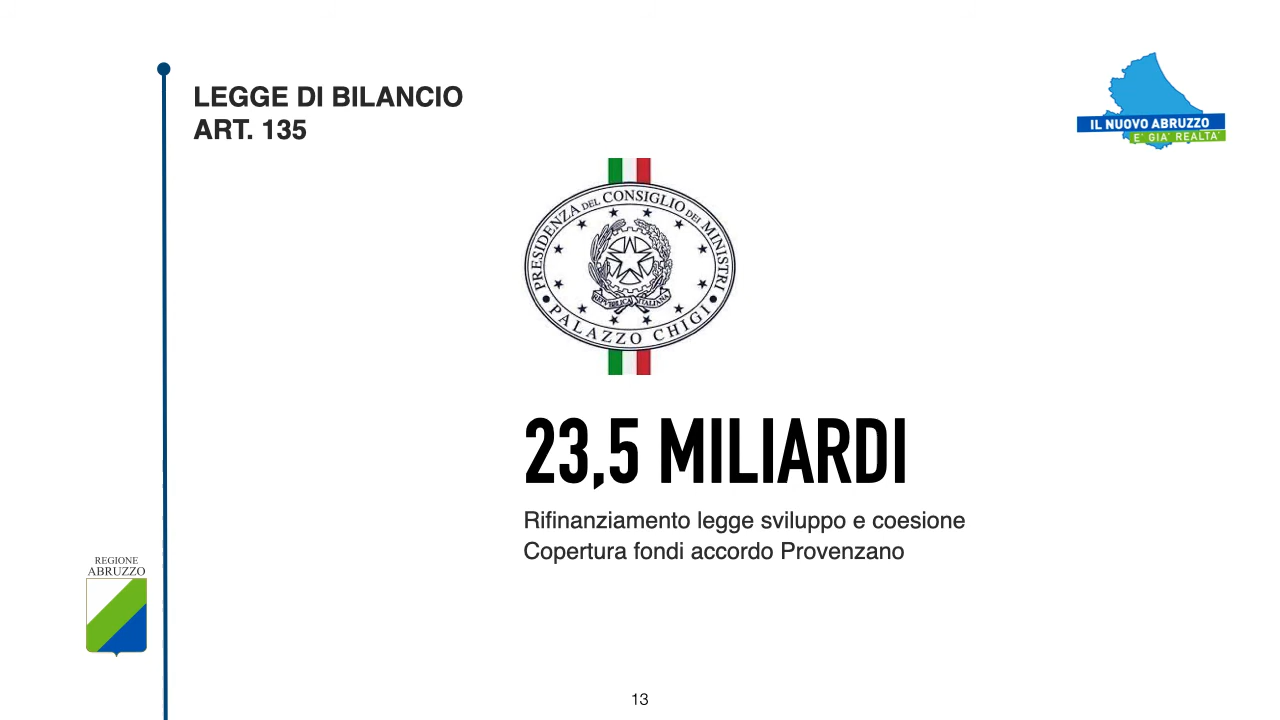 LEGGE DI BILANCIO
ART. 135
IL NUOVO ABRUZZO
E' GIA' REALTA'
PRESIDENZA DEL CONSIGLIO DEI MINISTRI
REPVBBLICA ITALIANA
PALAZZO CHIGI
23,5 MILIARDI
Rifinanziamento legge sviluppo e coesione
Copertura fondi accordo Provenzano
REGIONE
ABRUZZO
13